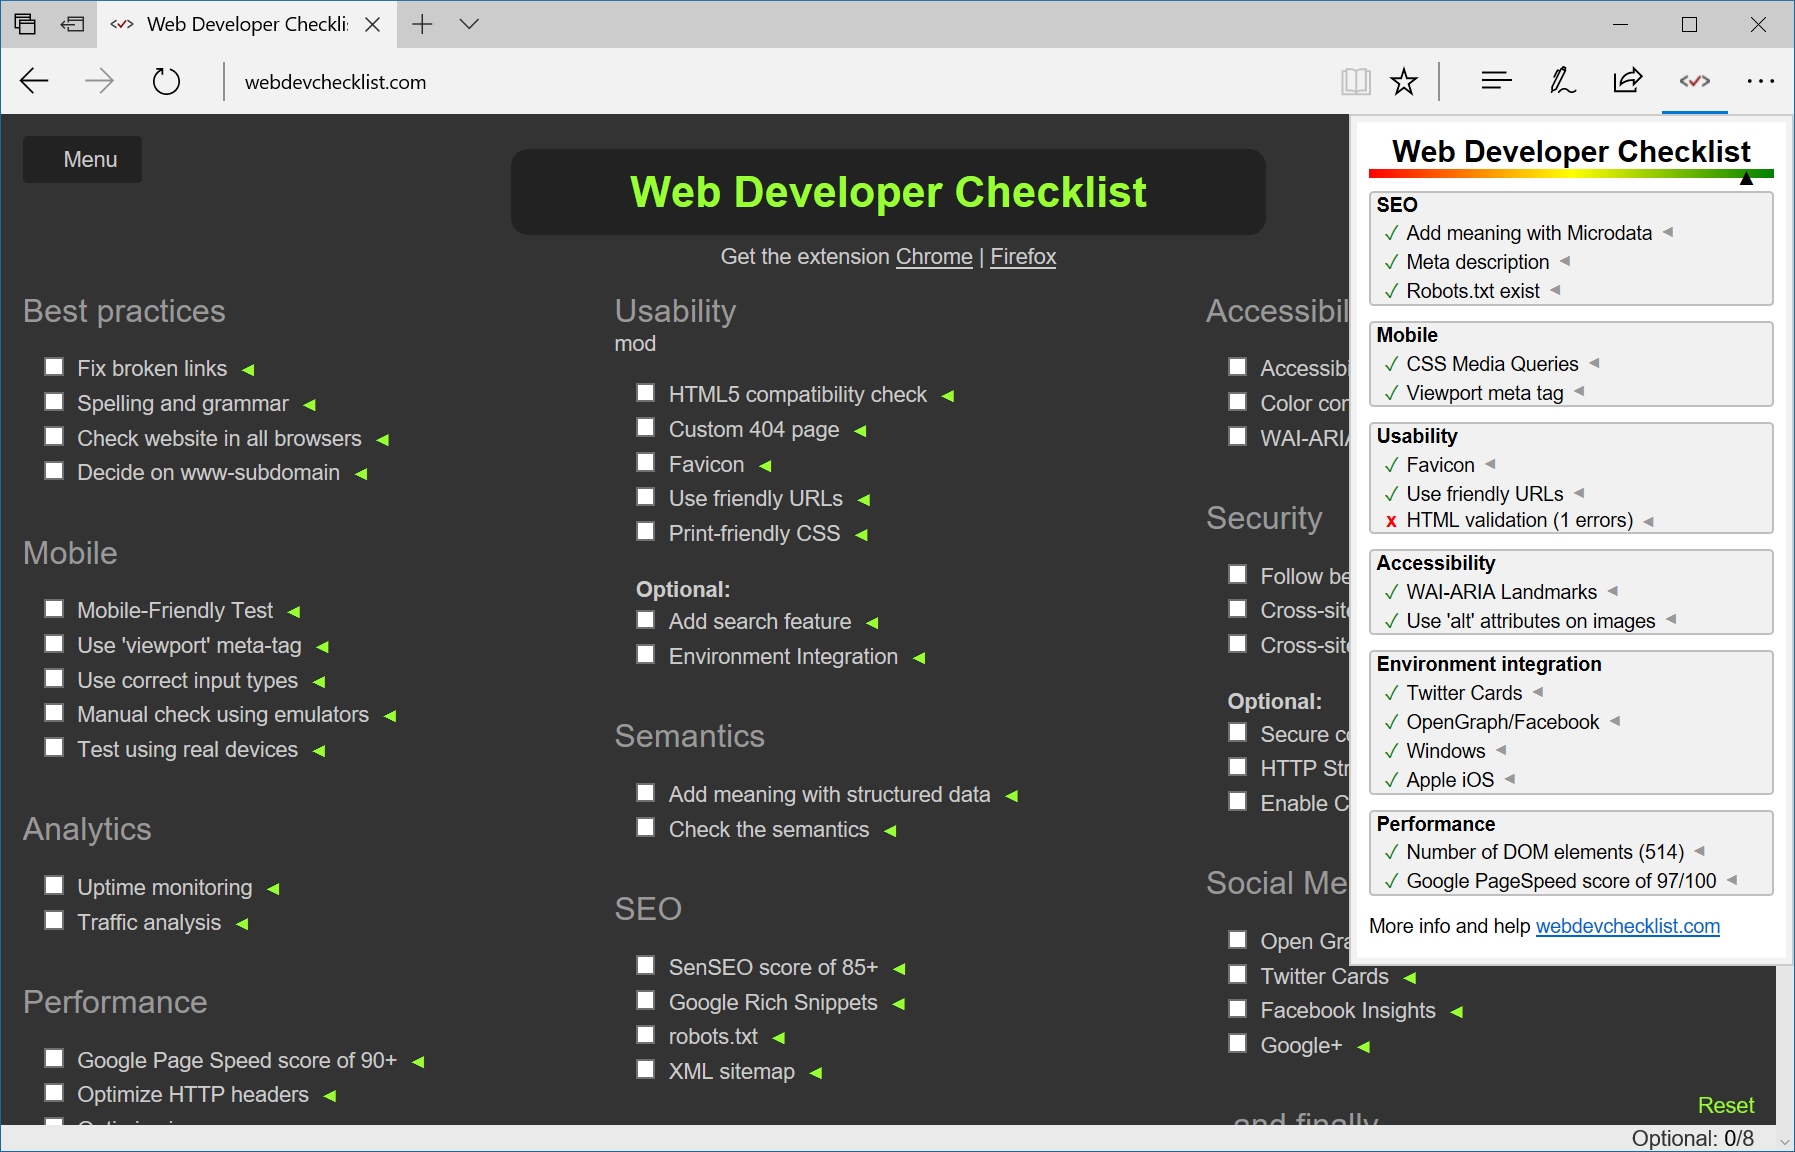 Web Developer Checkli
webdevchecklist.com
Menu
Web Developer Checklist
Get the extension Chrome | Firefox
Best practices
Fix broken links
Spelling and grammar
Check website in all browsers
Decide on www-subdomain
Mobile
Mobile-Friendly Test
Use 'viewport' meta-tag
Use correct input types
Manual check using emulators
Test using real devices
Analytics
Uptime monitoring
Traffic analysis
Performance
Google Page Speed score of 90+
Optimize HTTP headers
Usability
mod
HTML5 compatibility check
Custom 404 page
Favicon
Use friendly URLs
Print-friendly CSS
Optional:
Add search feature
Environment Integration
Semantics
Add meaning with structured data
Check the semantics
SEO
SenSEO score of 85+
Google Rich Snippets
robots.txt
XML sitemap
Accessibil
Accessibi
Color cor
WAI-ARIA
Security
Follow be
Cross-site
Cross-site
Optional:
Secure co
HTTP Str
Enable C
Social Me
Open Gra
Twitter Cards
Facebook Insights
Google+
and finally
Reset
Optional: 0/8
Web Developer Checklist
SEO
Add meaning with Microdata
Meta description
Robots.txt exist
Mobile
CSS Media Queries
Viewport meta tag
Usability
Favicon
Use friendly URLs
x HTML validation (1 errors)
Accessibility
WAI-ARIA Landmarks
Use 'alt' attributes on images
Environment integration
Twitter Cards
OpenGraph/Facebook
Windows
Apple iOS
Performance
Number of DOM elements (514)
Google PageSpeed score of 97/100
More info and help webdevchecklist.com